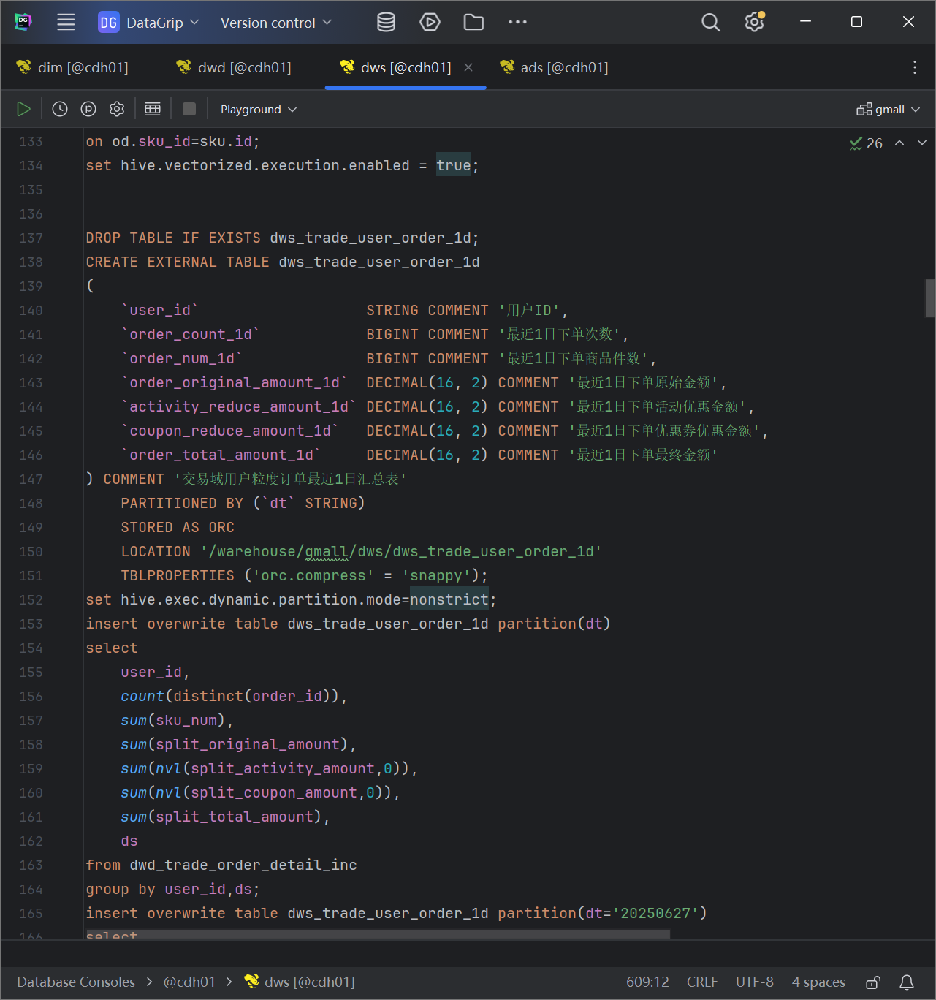 DG DataGrip Version control
dim [@cdh01] dwd [@cdh01] dws [@cdh01] ads [@cdh01]
Playground gmall
133 on od.sku_id=sku.id; 26
134 set hive.vectorized.execution.enabled = true;
135
136
137 DROP TABLE IF EXISTS dws_trade_user_order_1d;
138 CREATE EXTERNAL TABLE dws_trade_user_order_1d
139 (
140 `user_id` STRING COMMENT '用户ID',
141 `order_count_1d` BIGINT COMMENT '最近1日下单次数',
142 `order_num_1d` BIGINT COMMENT '最近1日下单商品件数',
143 `order_original_amount_1d` DECIMAL(16, 2) COMMENT '最近1日下单原始金额',
144 `activity_reduce_amount_1d` DECIMAL(16, 2) COMMENT '最近1日下单活动优惠金额',
145 `coupon_reduce_amount_1d` DECIMAL(16, 2) COMMENT '最近1日下单优惠券优惠金额',
146 `order_total_amount_1d` DECIMAL(16, 2) COMMENT '最近1日下单最终金额'
147 ) COMMENT '交易域用户粒度订单最近1日汇总表'
148 PARTITIONED BY (`dt` STRING)
149 STORED AS ORC
150 LOCATION '/warehouse/gmall/dws/dws_trade_user_order_1d'
151 TBLPROPERTIES ('orc.compress' = 'snappy');
152 set hive.exec.dynamic.partition.mode=nonstrict;
153 insert overwrite table dws_trade_user_order_1d partition(dt)
154 select
155 user_id,
156 count(distinct(order_id)),
157 sum(sku_num),
158 sum(split_original_amount),
159 sum(nvl(split_activity_amount,0)),
160 sum(nvl(split_coupon_amount,0)),
161 sum(split_total_amount),
162 ds
163 from dwd_trade_order_detail_inc
164 group by user_id,ds;
165 insert overwrite table dws_trade_user_order_1d partition(dt='20250627')
166 select
Database Consoles > @cdh01 > dws [@cdh01] 609:12 CRLF UTF-8 4 spaces